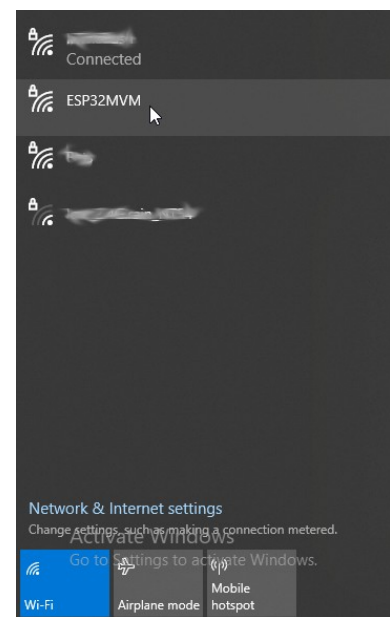 Connected
ESP32MVM
Network & Internet settings
Change settings, such as making a connection metered.
Activate Windows
Go to Settings to activate Windows.
Wi-Fi
Airplane mode
Mobile
hotspot